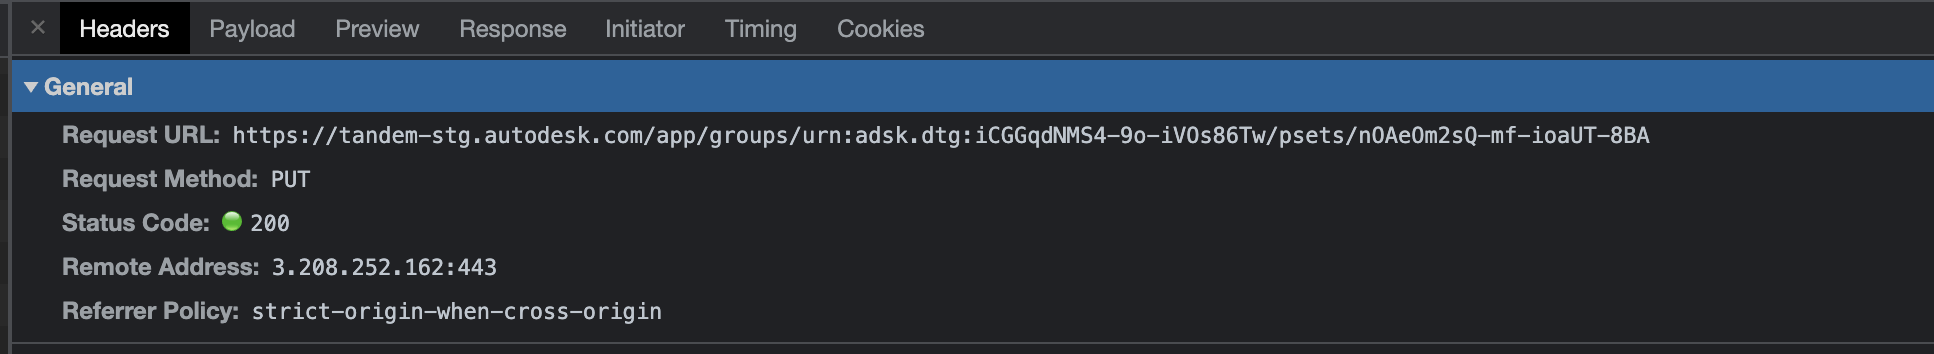 × Headers Payload Preview Response Initiator Timing Cookies
▼ General
Request URL: https://tandem-stg.autodesk.com/app/groups/urn:adsk.dtg:iCGGqdNMS4-9o-iVOs86Tw/psets/nOAeOm2sQ-mf-ioaUT-8BA
Request Method: PUT
Status Code: 200
Remote Address: 3.208.252.162:443
Referrer Policy: strict-origin-when-cross-origin